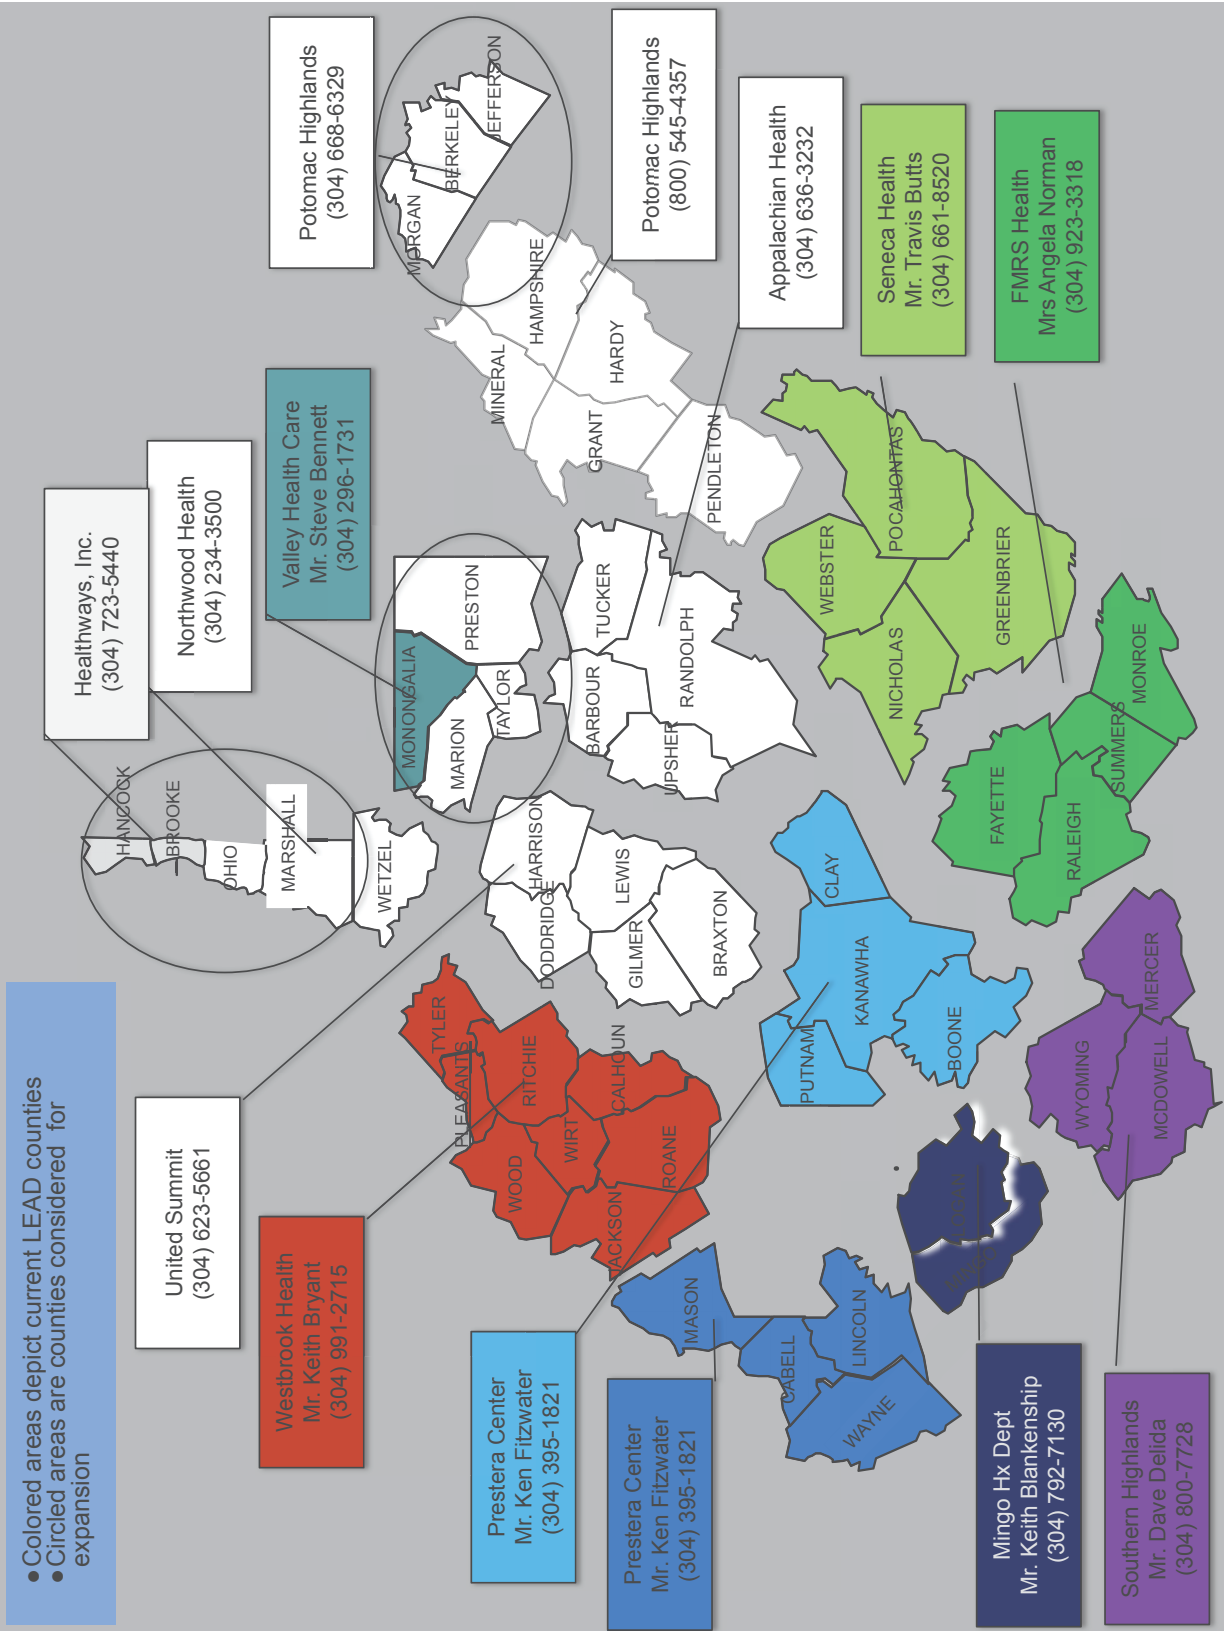 ● Colored areas depict current LEAD counties
● Circled areas are counties considered for
expansion
Healthways, Inc.
(304) 723-5440
Northwood Health
(304) 234-3500
Valley Health Care
Mr. Steve Bennett
(304) 296-1731
Potomac Highlands
(304) 668-6329
Potomac Highlands
(800) 545-4357
Appalachian Health
(304) 636-3232
Seneca Health
Mr. Travis Butts
(304) 661-8520
FMRS Health
Mrs Angela Norman
(304) 923-3318
United Summit
(304) 623-5661
Westbrook Health
Mr. Keith Bryant
(304) 991-2715
Prestera Center
Mr. Ken Fitzwater
(304) 395-1821
Prestera Center
Mr. Ken Fitzwater
(304) 395-1821
Mingo Hx Dept
Mr. Keith Blankenship
(304) 792-7130
Southern Highlands
Mr. Dave Delida
(304) 800-7728
HANCOCK
BROOKE
OHIO
MARSHALL
WETZEL
MONONGALIA
PRESTON
MARION
TAYLOR
MORGAN
BERKELEY
JEFFERSON
MINERAL
HAMPSHIRE
GRANT
HARDY
PENDLETON
TUCKER
BARBOUR
RANDOLPH
UPSHER
HARRISON
DODDRIDGE
LEWIS
GILMER
BRAXTON
TYLER
PLEASANTS
RITCHIE
WOOD
WIRT
CALHOUN
ROANE
JACKSON
WEBSTER
POCAHONTAS
NICHOLAS
GREENBRIER
CLAY
KANAWHA
PUTNAM
BOONE
FAYETTE
RALEIGH
SUMMERS
MONROE
MASON
CABELL
LINCOLN
WAYNE
LOGAN
MINGO
WYOMING
MERCER
MCDOWELL